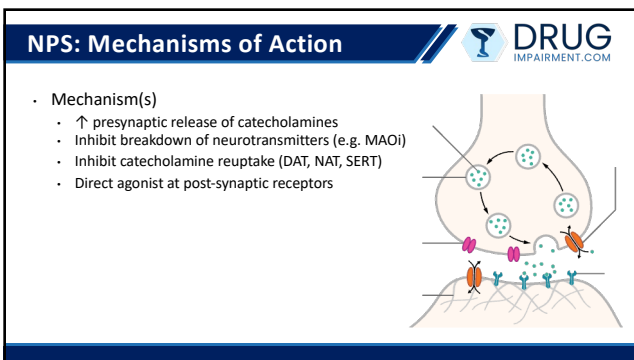 NPS: Mechanisms of Action
DRUG
IMPAIRMENT.COM
• Mechanism(s)
• ↑ presynaptic release of catecholamines
• Inhibit breakdown of neurotransmitters (e.g. MAOi)
• Inhibit catecholamine reuptake (DAT, NAT, SERT)
• Direct agonist at post-synaptic receptors